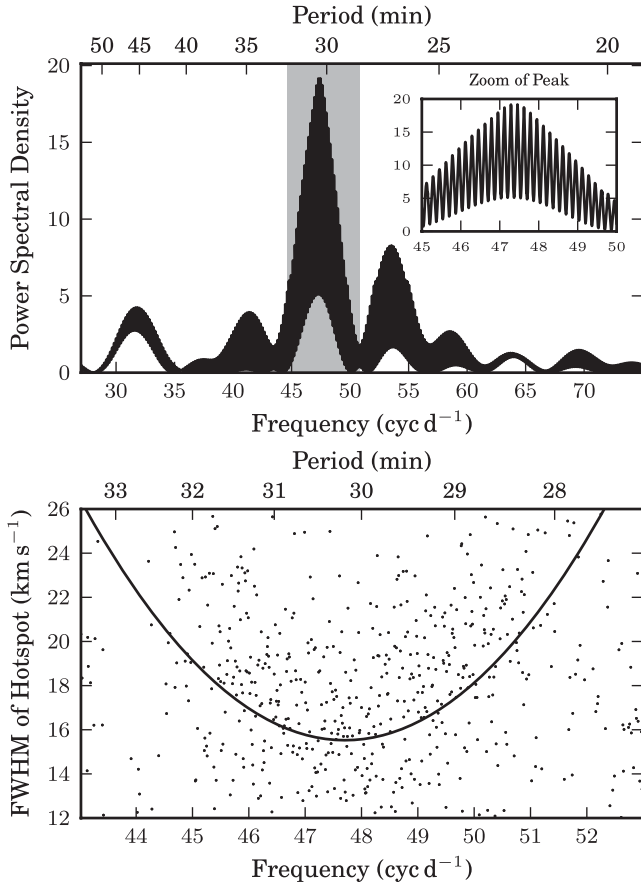 Period (min)
50 45 40 35 30 25 20
Power Spectral Density
20
15
10
5
0
Zoom of Peak
20
15
10
5
0
45 46 47 48 49 50
30 35 40 45 50 55 60 65 70
Frequency (cyc d⁻¹)
Period (min)
33 32 31 30 29 28
FWHM of Hotspot (km s⁻¹)
26
24
22
20
18
16
14
12
44 45 46 47 48 49 50 51 52
Frequency (cyc d⁻¹)